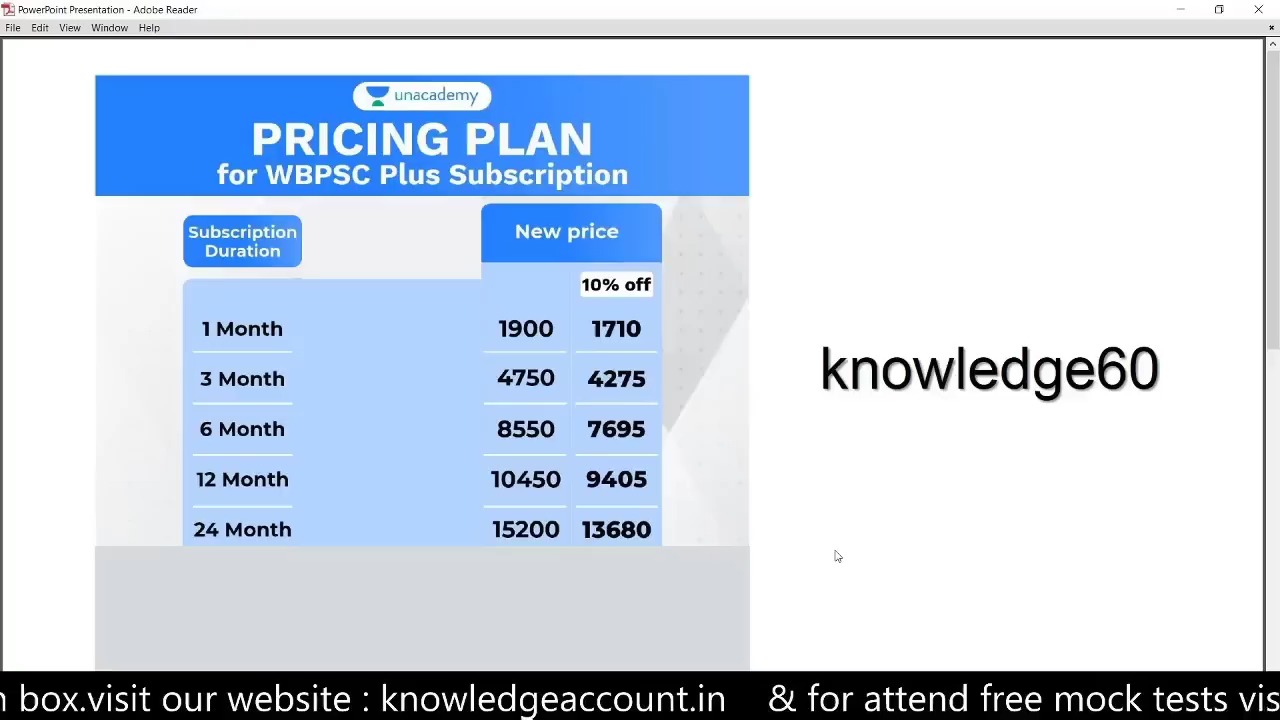 PowerPoint Presentation - Adobe Reader
File Edit View Window Help
unacademy
PRICING PLAN
for WBPSC Plus Subscription
Subscription
Duration
New price
10% off
1 Month 1900 1710
3 Month 4750 4275
6 Month 8550 7695
12 Month 10450 9405
24 Month 15200 13680
knowledge60
box.visit our website : knowledgeaccount.in & for attend free mock tests